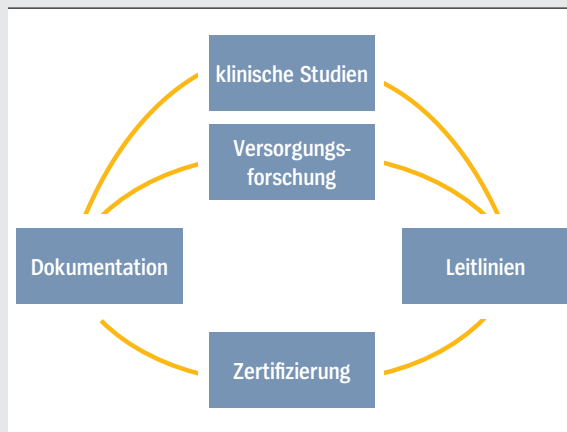 klinische Studien
Versorgungs-
forschung
Dokumentation
Leitlinien
Zertifizierung